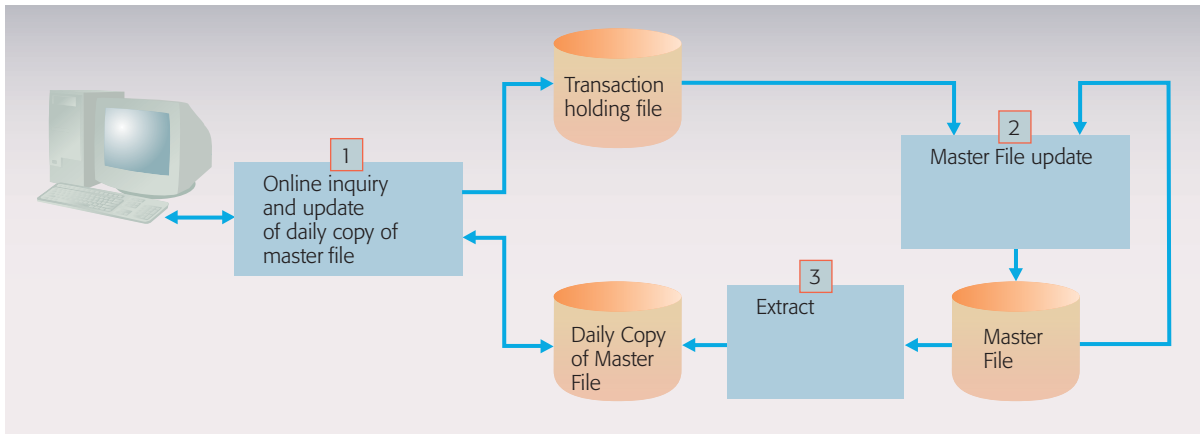 Transaction
holding file
1
Online inquiry
and update
of daily copy of
master file
2
Master File update
3
Extract
Daily Copy
of Master
File
Master
File